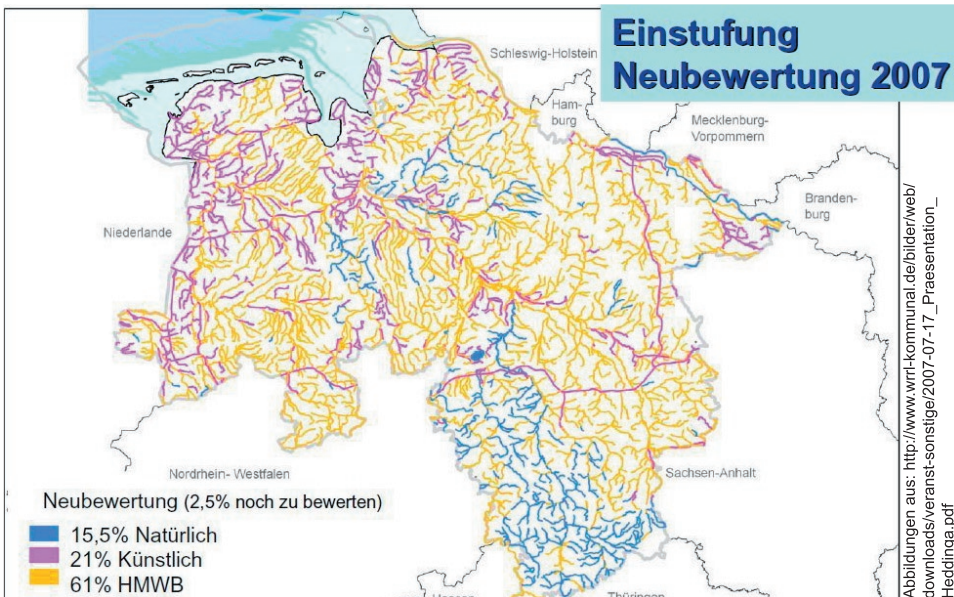 Einstufung
Neubewertung 2007
Schleswig-Holstein
Ham-
burg
Mecklenburg-
Vorpommern
Branden-
burg
Niederlande
Nordrhein- Westfalen
Sachsen-Anhalt
Neubewertung (2,5% noch zu bewerten)
15,5% Natürlich
21% Künstlich
61% HMWB
Hessen
Thüringen
Abbildungen aus: http://www.wrrl-kommunal.de/bilder/web/
downloads/veranst-sonstige/2007-07-17_Praesentation_
Heddinga.pdf